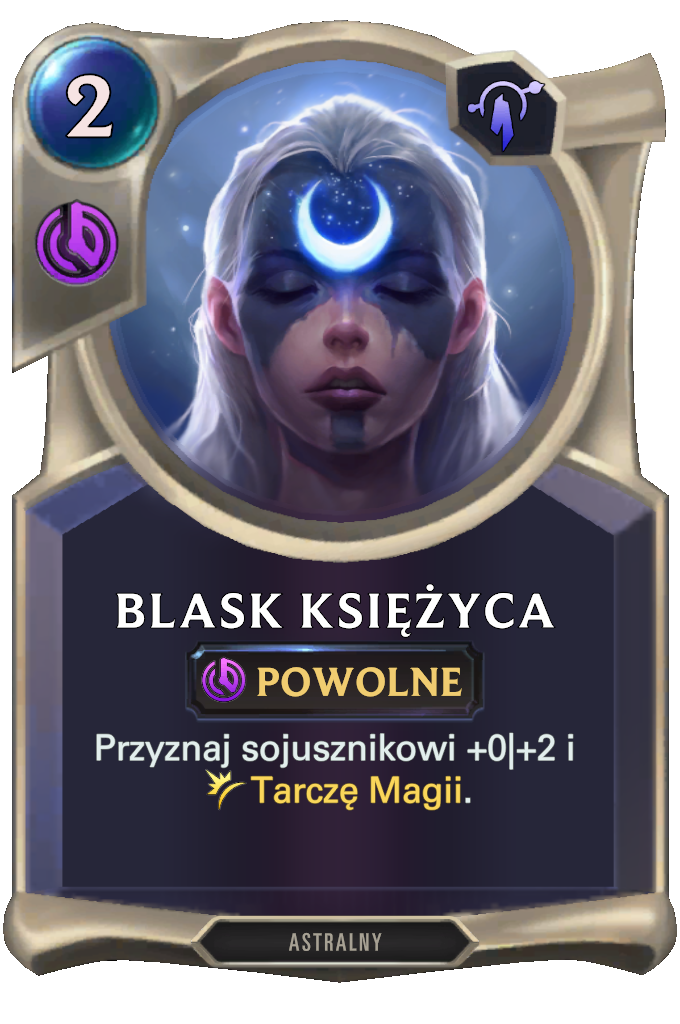 2
BLASK KSIĘŻYCA
POWOLNE
Przyznaj sojusznikowi +0|+2 i
Tarczę Magii.
ASTRALNY